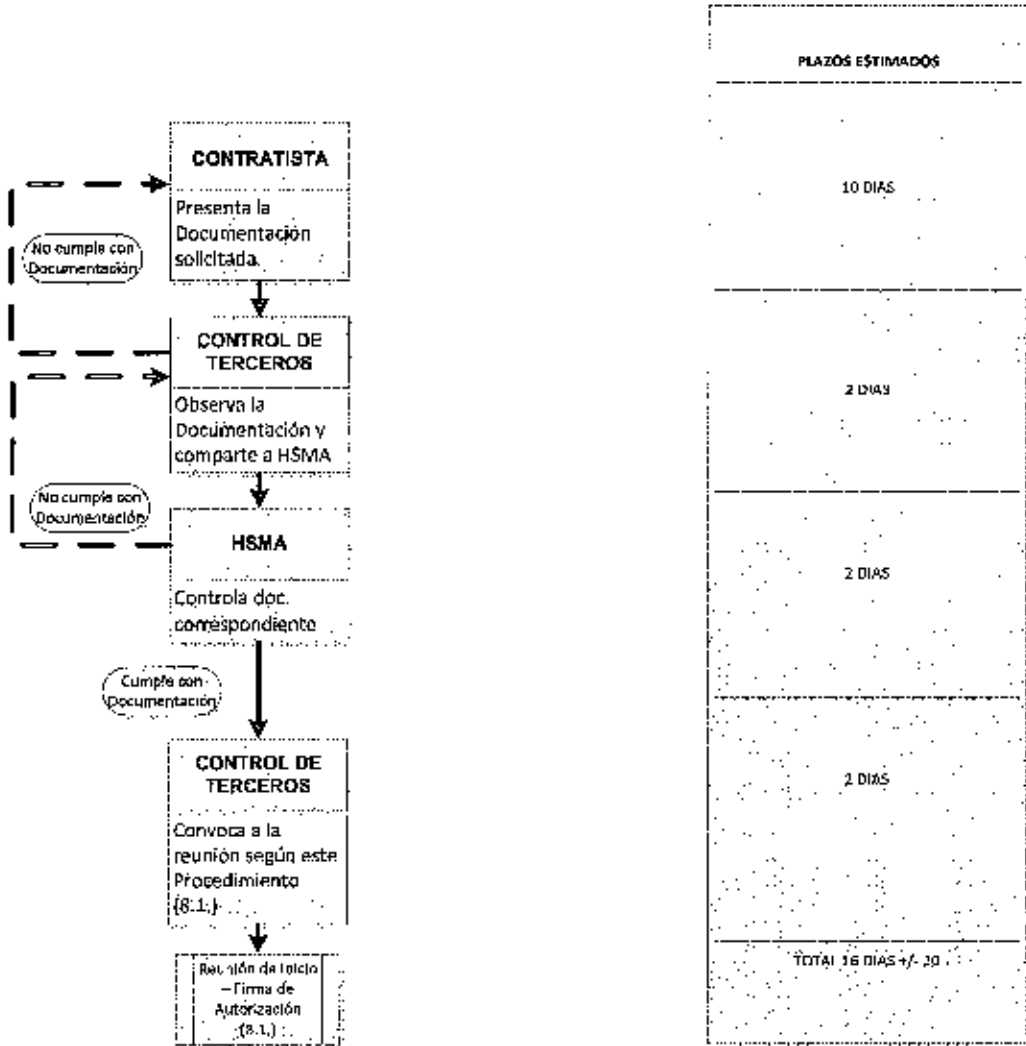 PLAZOS ESTIMADOS
CONTRATISTA
Presenta la
Documentación
solicitada.
10 DIAS
No cumple con
Documentación
CONTROL DE
TERCEROS
Observa la
Documentación y
comparte a HSMA
2 DIAS
No cumple con
Documentación
HSMA
Controla doc.
correspondiente
2 DIAS
Cumple con
Documentación
CONTROL DE
TERCEROS
Convoca a la
reunión según este
Procedimiento
(8.1.)
2 DIAS
Reunión de Inicio
– Firma de
Autorización
(8.1.)
TOTAL 16 DIAS +/- 20